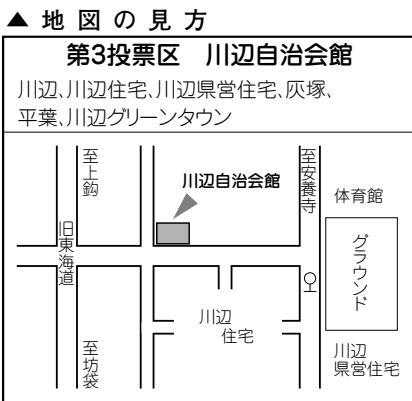 ▲地図の見方
第3投票区 川辺自治会館
川辺、川辺住宅、川辺県営住宅、灰塚、
平葉、川辺グリーンタウン
至上鈎
川辺自治会館
至安養寺
体育館
旧東海道
グラウンド
川辺
住宅
至坊袋
川辺
県営住宅